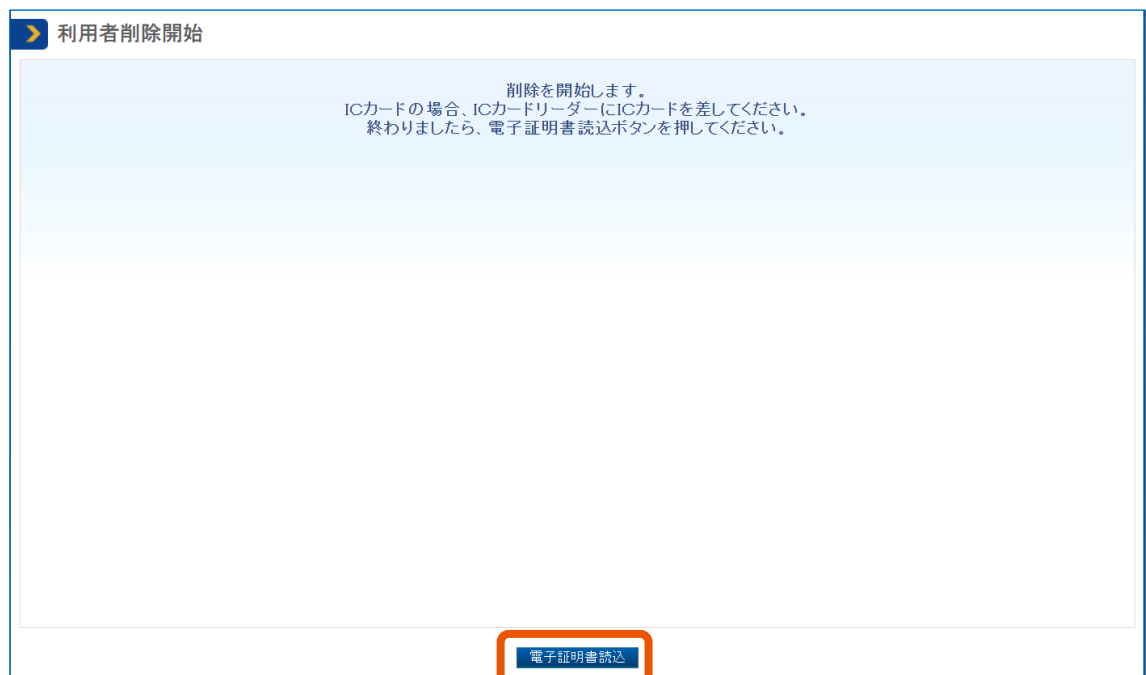 利用者削除開始
削除を開始します。
ICカードの場合、ICカードリーダーにICカードを差してください。
終わりましたら、電子証明書読込ボタンを押してください。
電子証明書読込